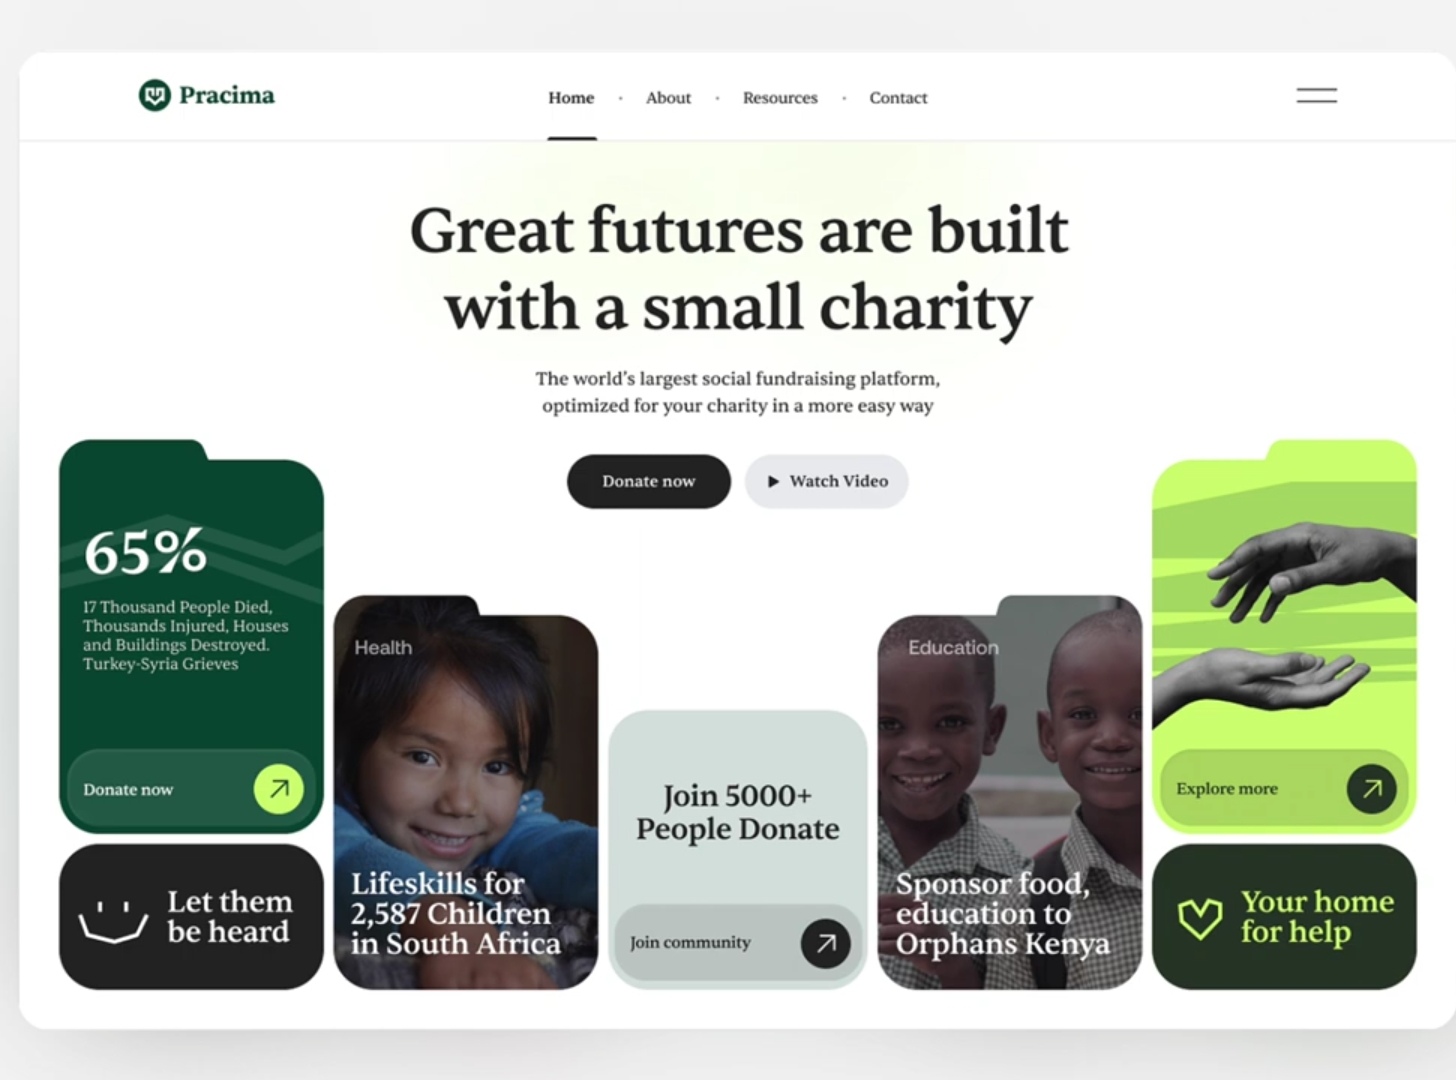 Pracima
Home
About
Resources
Contact
Great futures are built
with a small charity
The world’s largest social fundraising platform,
optimized for your charity in a more easy way
Donate now
Watch Video
65%
17 Thousand People Died,
Thousands Injured, Houses
and Buildings Destroyed.
Turkey-Syria Grieves
Donate now
Let them
be heard
Health
Lifeskills for
2,587 Children
in South Africa
Join 5000+
People Donate
Join community
Education
Sponsor food,
education to
Orphans Kenya
Explore more
Your home
for help